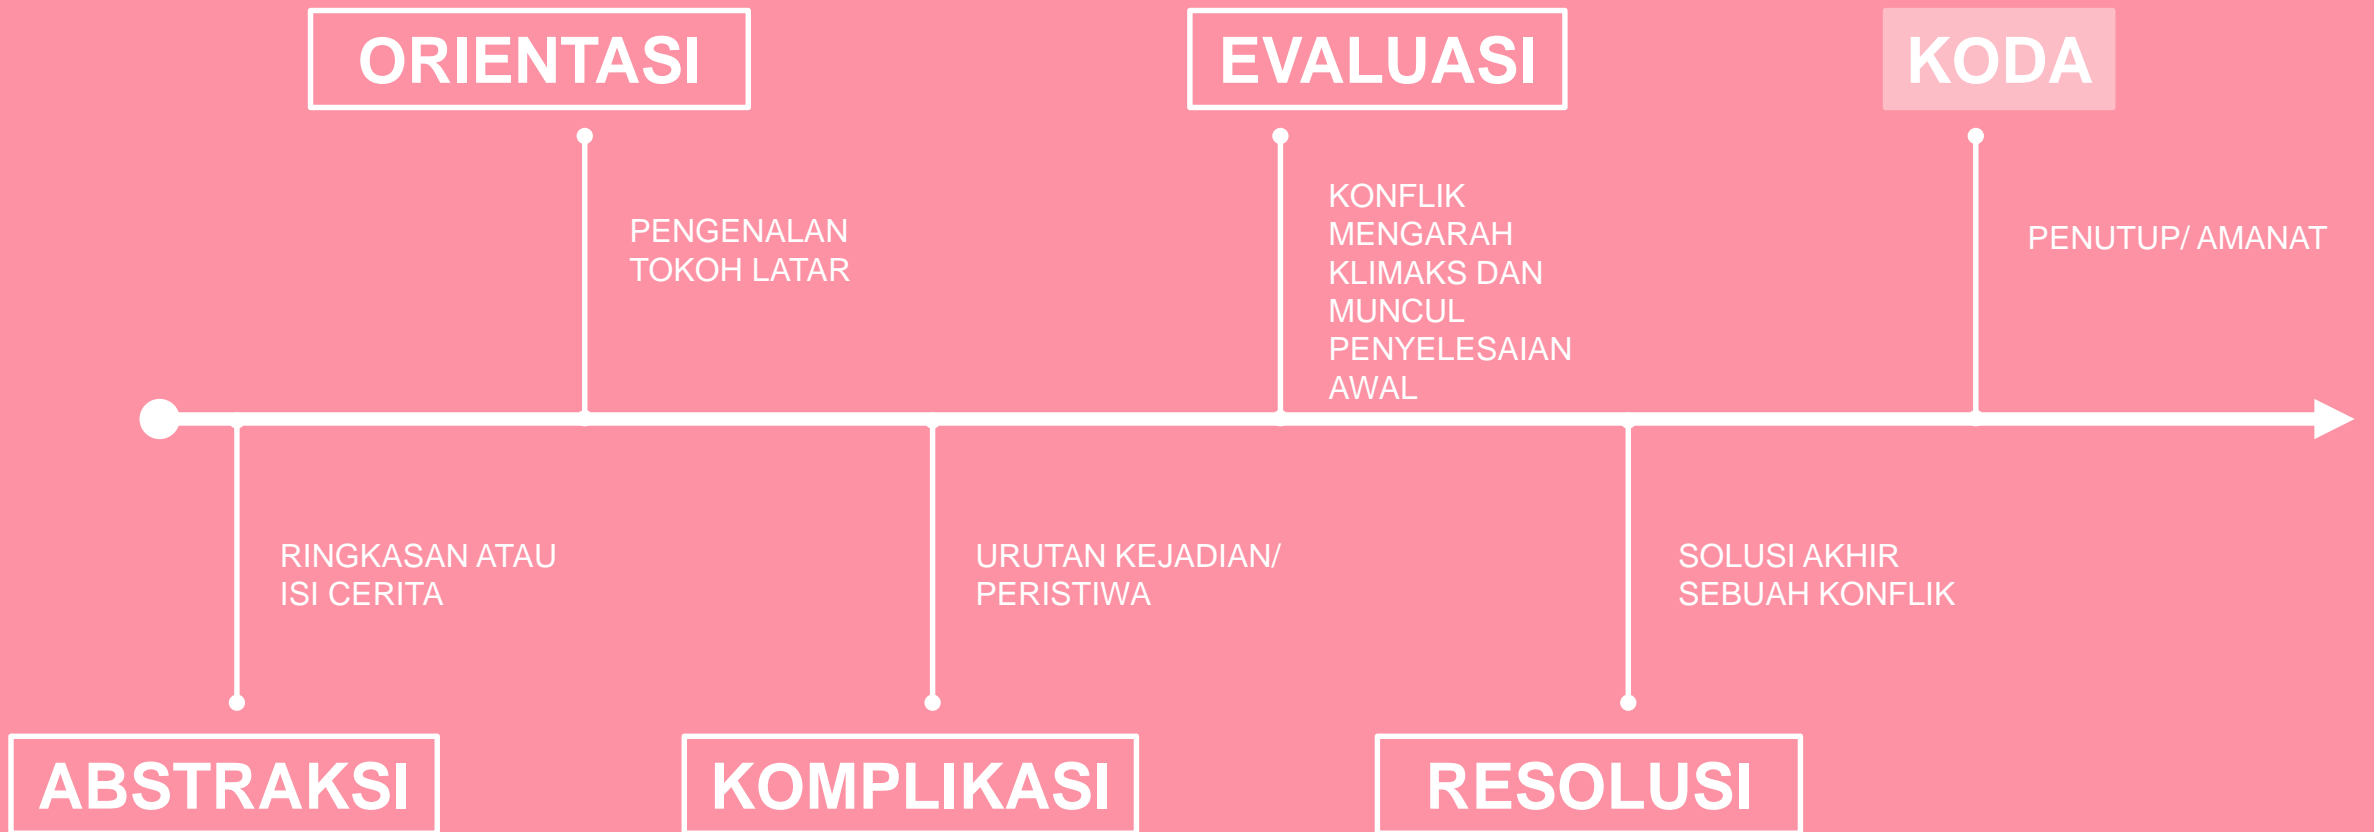 ORIENTASI
PENGENALAN
TOKOH LATAR
EVALUASI
KONFLIK
MENGARAH
KLIMAKS DAN
MUNCUL
PENYELESAIAN
AWAL
KODA
PENUTUP/ AMANAT
RINGKASAN ATAU
ISI CERITA
ABSTRAKSI
URUTAN KEJADIAN/
PERISTIWA
KOMPLIKASI
SOLUSI AKHIR
SEBUAH KONFLIK
RESOLUSI